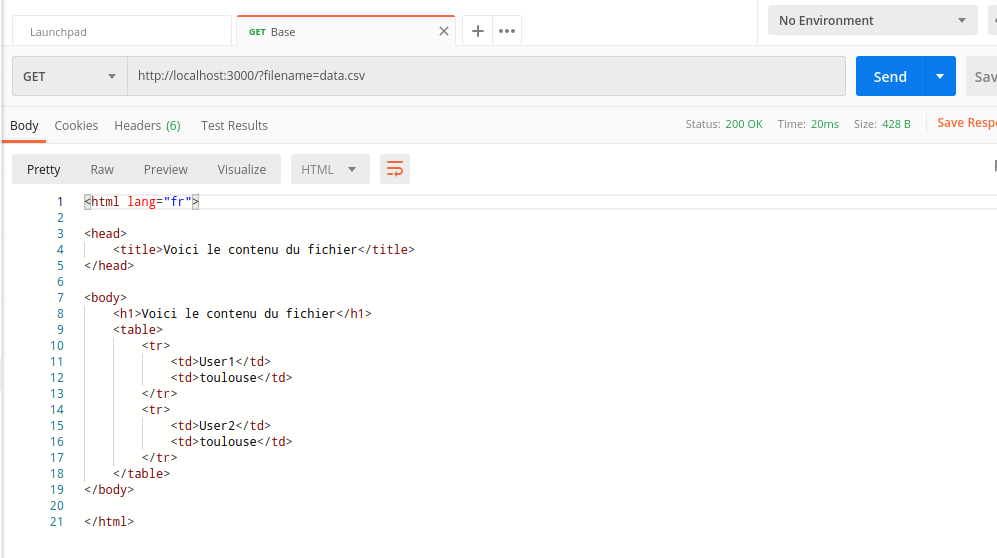 Launchpad
GET Base
No Environment
GET
http://localhost:3000/?filename=data.csv
Send
Body Cookies Headers (6) Test Results
Status: 200 OK Time: 20ms Size: 428 B
Save
Pretty Raw Preview Visualize HTML
1 <html lang="fr">
2
3 <head>
4 <title>Voici le contenu du fichier</title>
5 </head>
6
7 <body>
8 <h1>Voici le contenu du fichier</h1>
9 <table>
10 <tr>
11 <td>User1</td>
12 <td>toulouse</td>
13 </tr>
14 <tr>
15 <td>User2</td>
16 <td>toulouse</td>
17 </tr>
18 </table>
19 </body>
20
21 </html>